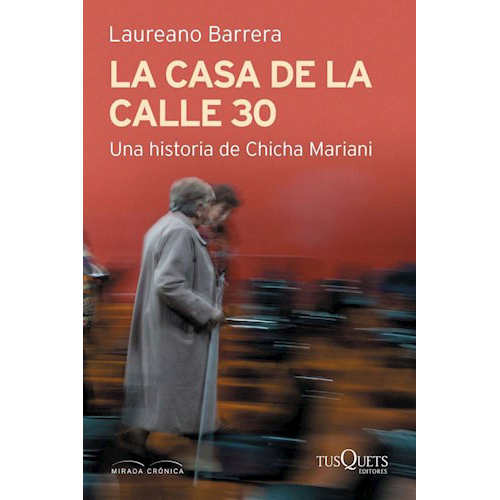 Laureano Barrera
LA CASA DE LA
CALLE 30
Una historia de Chicha Mariani
MIRADA CRÓNICA
TUSQUETS
EDITORES